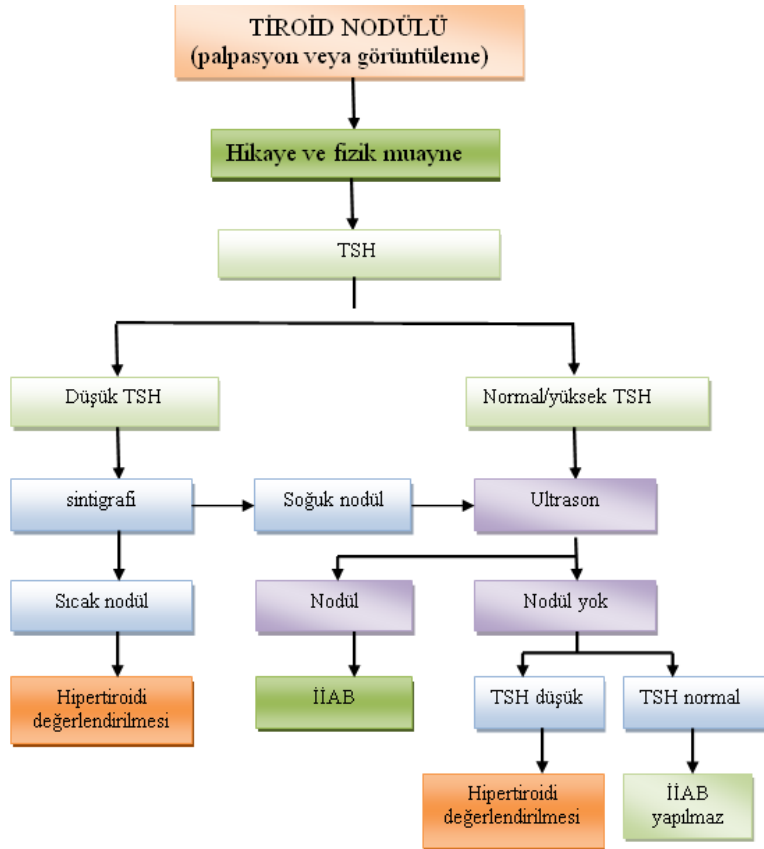 TİROİD NODÜLÜ
(palpasyon veya görüntüleme)
Hikaye ve fizik muayne
TSH
Düşük TSH
Normal/yüksek TSH
sintigrafi
Soğuk nodül
Ultrason
Sıcak nodül
Nodül
Nodül yok
Hipertiroidi
değerlendirilmesi
İİAB
TSH düşük
TSH normal
Hipertiroidi
değerlendirilmesi
İİAB
yapılmaz